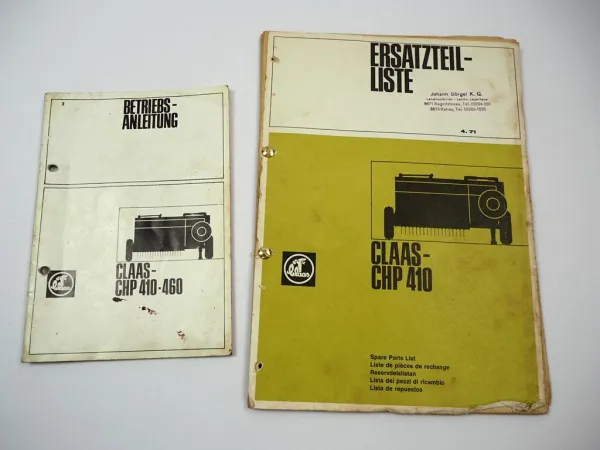 BETRIEBS-
ANLEITUNG
CLAAS-
CHP 410·460
ERSATZTEIL-
LISTE
Johann Görgel K. G.
4. 71
CLAAS-
CHP 410
Spare Parts List
Liste de pièces de rechange
Reservdelslistan
Lista dei pezzi di ricambio
Lista de repuestos